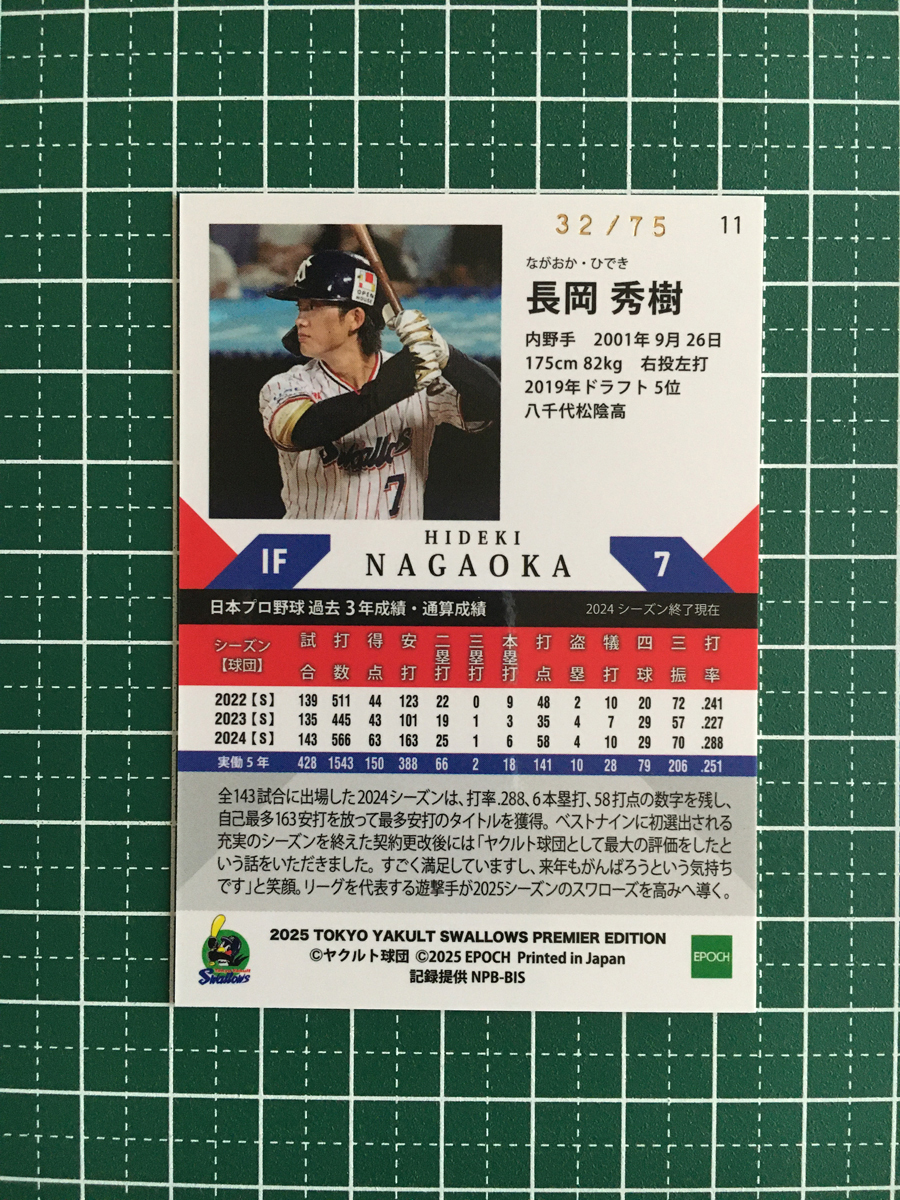 32/75
11
ながおか・ひでき
長岡 秀樹
内野手 2001年 9月 26日
175cm 82kg 右投左打
2019年ドラフト 5位
八千代松陰高
OPEN HOUSE
Swallows
7
HIDEKI
IF NAGAOKA 7
日本プロ野球 過去 3年成績・通算成績 2024 シーズン終了現在
シーズン【球団】 試合 打数 得点 安打 二塁打 三塁打 本塁打 打点 盗塁 犠打 四球 三振 打率
2022【S】 139 511 44 123 22 0 9 48 2 10 20 72 .241
2023【S】 135 445 43 101 19 1 3 35 4 7 29 57 .227
2024【S】 143 566 63 163 25 1 6 58 4 10 29 70 .288
実働 5 年 428 1543 150 388 66 2 18 141 10 28 79 206 .251
全143試合に出場した2024シーズンは、打率.288、6本塁打、58打点の数字を残し、
自己最多163安打を放って最多安打のタイトルを獲得。ベストナインに初選出される
充実のシーズンを終えた契約更改後には「ヤクルト球団として最大の評価をしたと
いう話をいただきました。すごく満足していますし、来年もがんばろうという気持ち
です」と笑顔。リーグを代表する遊撃手が2025シーズンのスワローズを高みへ導く。
2025 TOKYO YAKULT SWALLOWS PREMIER EDITION
©ヤクルト球団 ©2025 EPOCH Printed in Japan
記録提供 NPB-BIS
Swallows
EPOCH